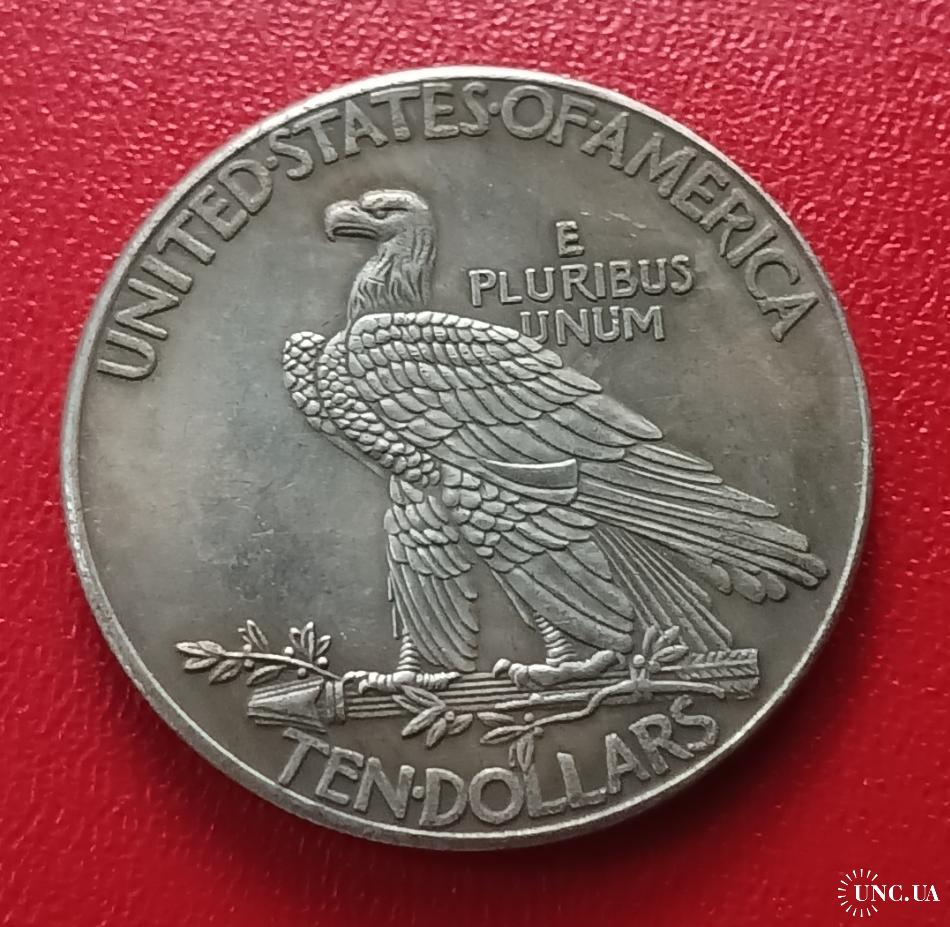 UNITED·STATES·OF·AMERICA
E
PLURIBUS
UNUM
TEN·DOLLARS
UNC.UA